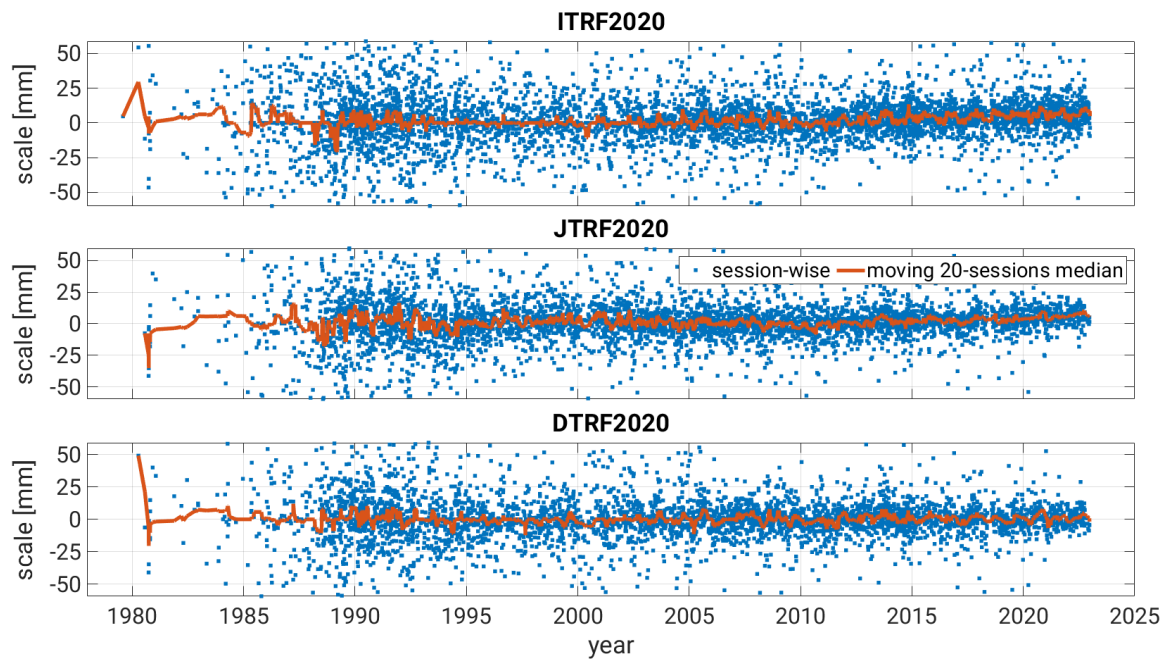 ITRF2020
scale [mm]
50
25
0
-25
-50
JTRF2020
scale [mm]
50
25
0
-25
-50
session-wise moving 20-sessions median
DTRF2020
scale [mm]
50
25
0
-25
-50
1980 1985 1990 1995 2000 2005 2010 2015 2020 2025
year